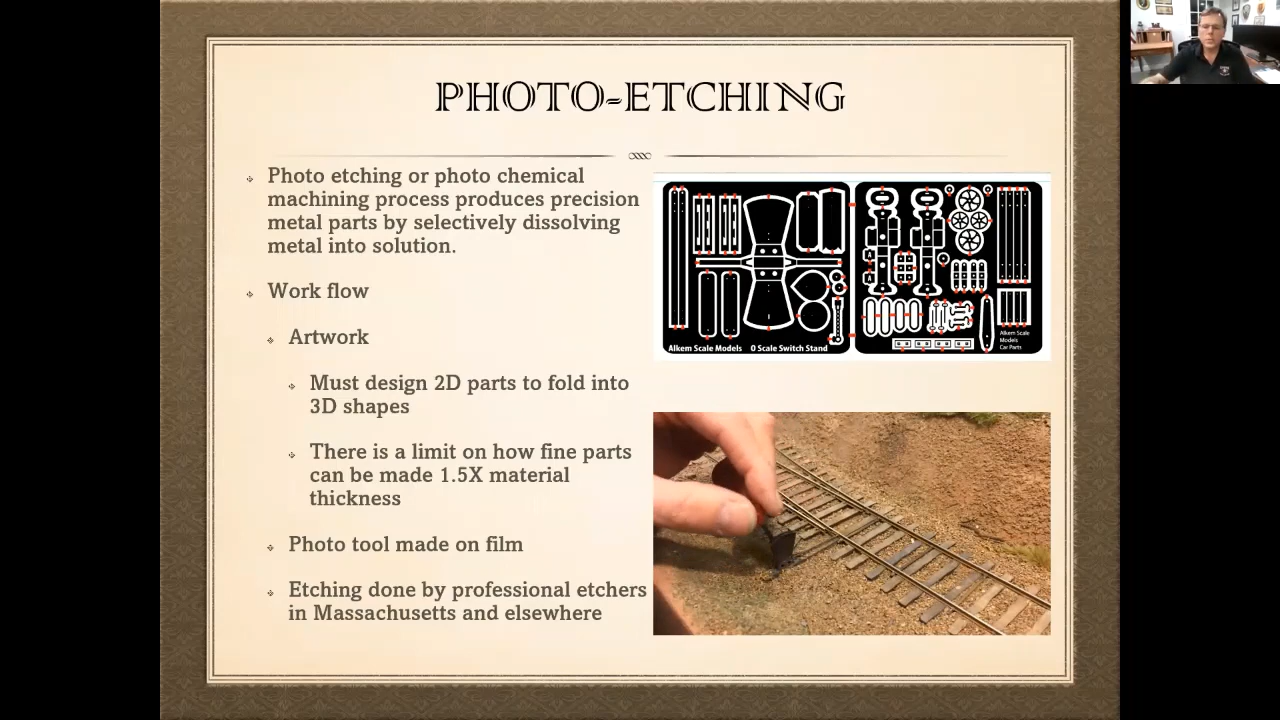 PHOTO-ETCHING
Photo etching or photo chemical
machining process produces precision
metal parts by selectively dissolving
metal into solution.
Work flow
Artwork
Must design 2D parts to fold into
3D shapes
There is a limit on how fine parts
can be made 1.5X material
thickness
Photo tool made on film
Etching done by professional etchers
in Massachusetts and elsewhere
Alkem Scale Models O Scale Switch Stand
Alkem Scale
Models
Car Parts